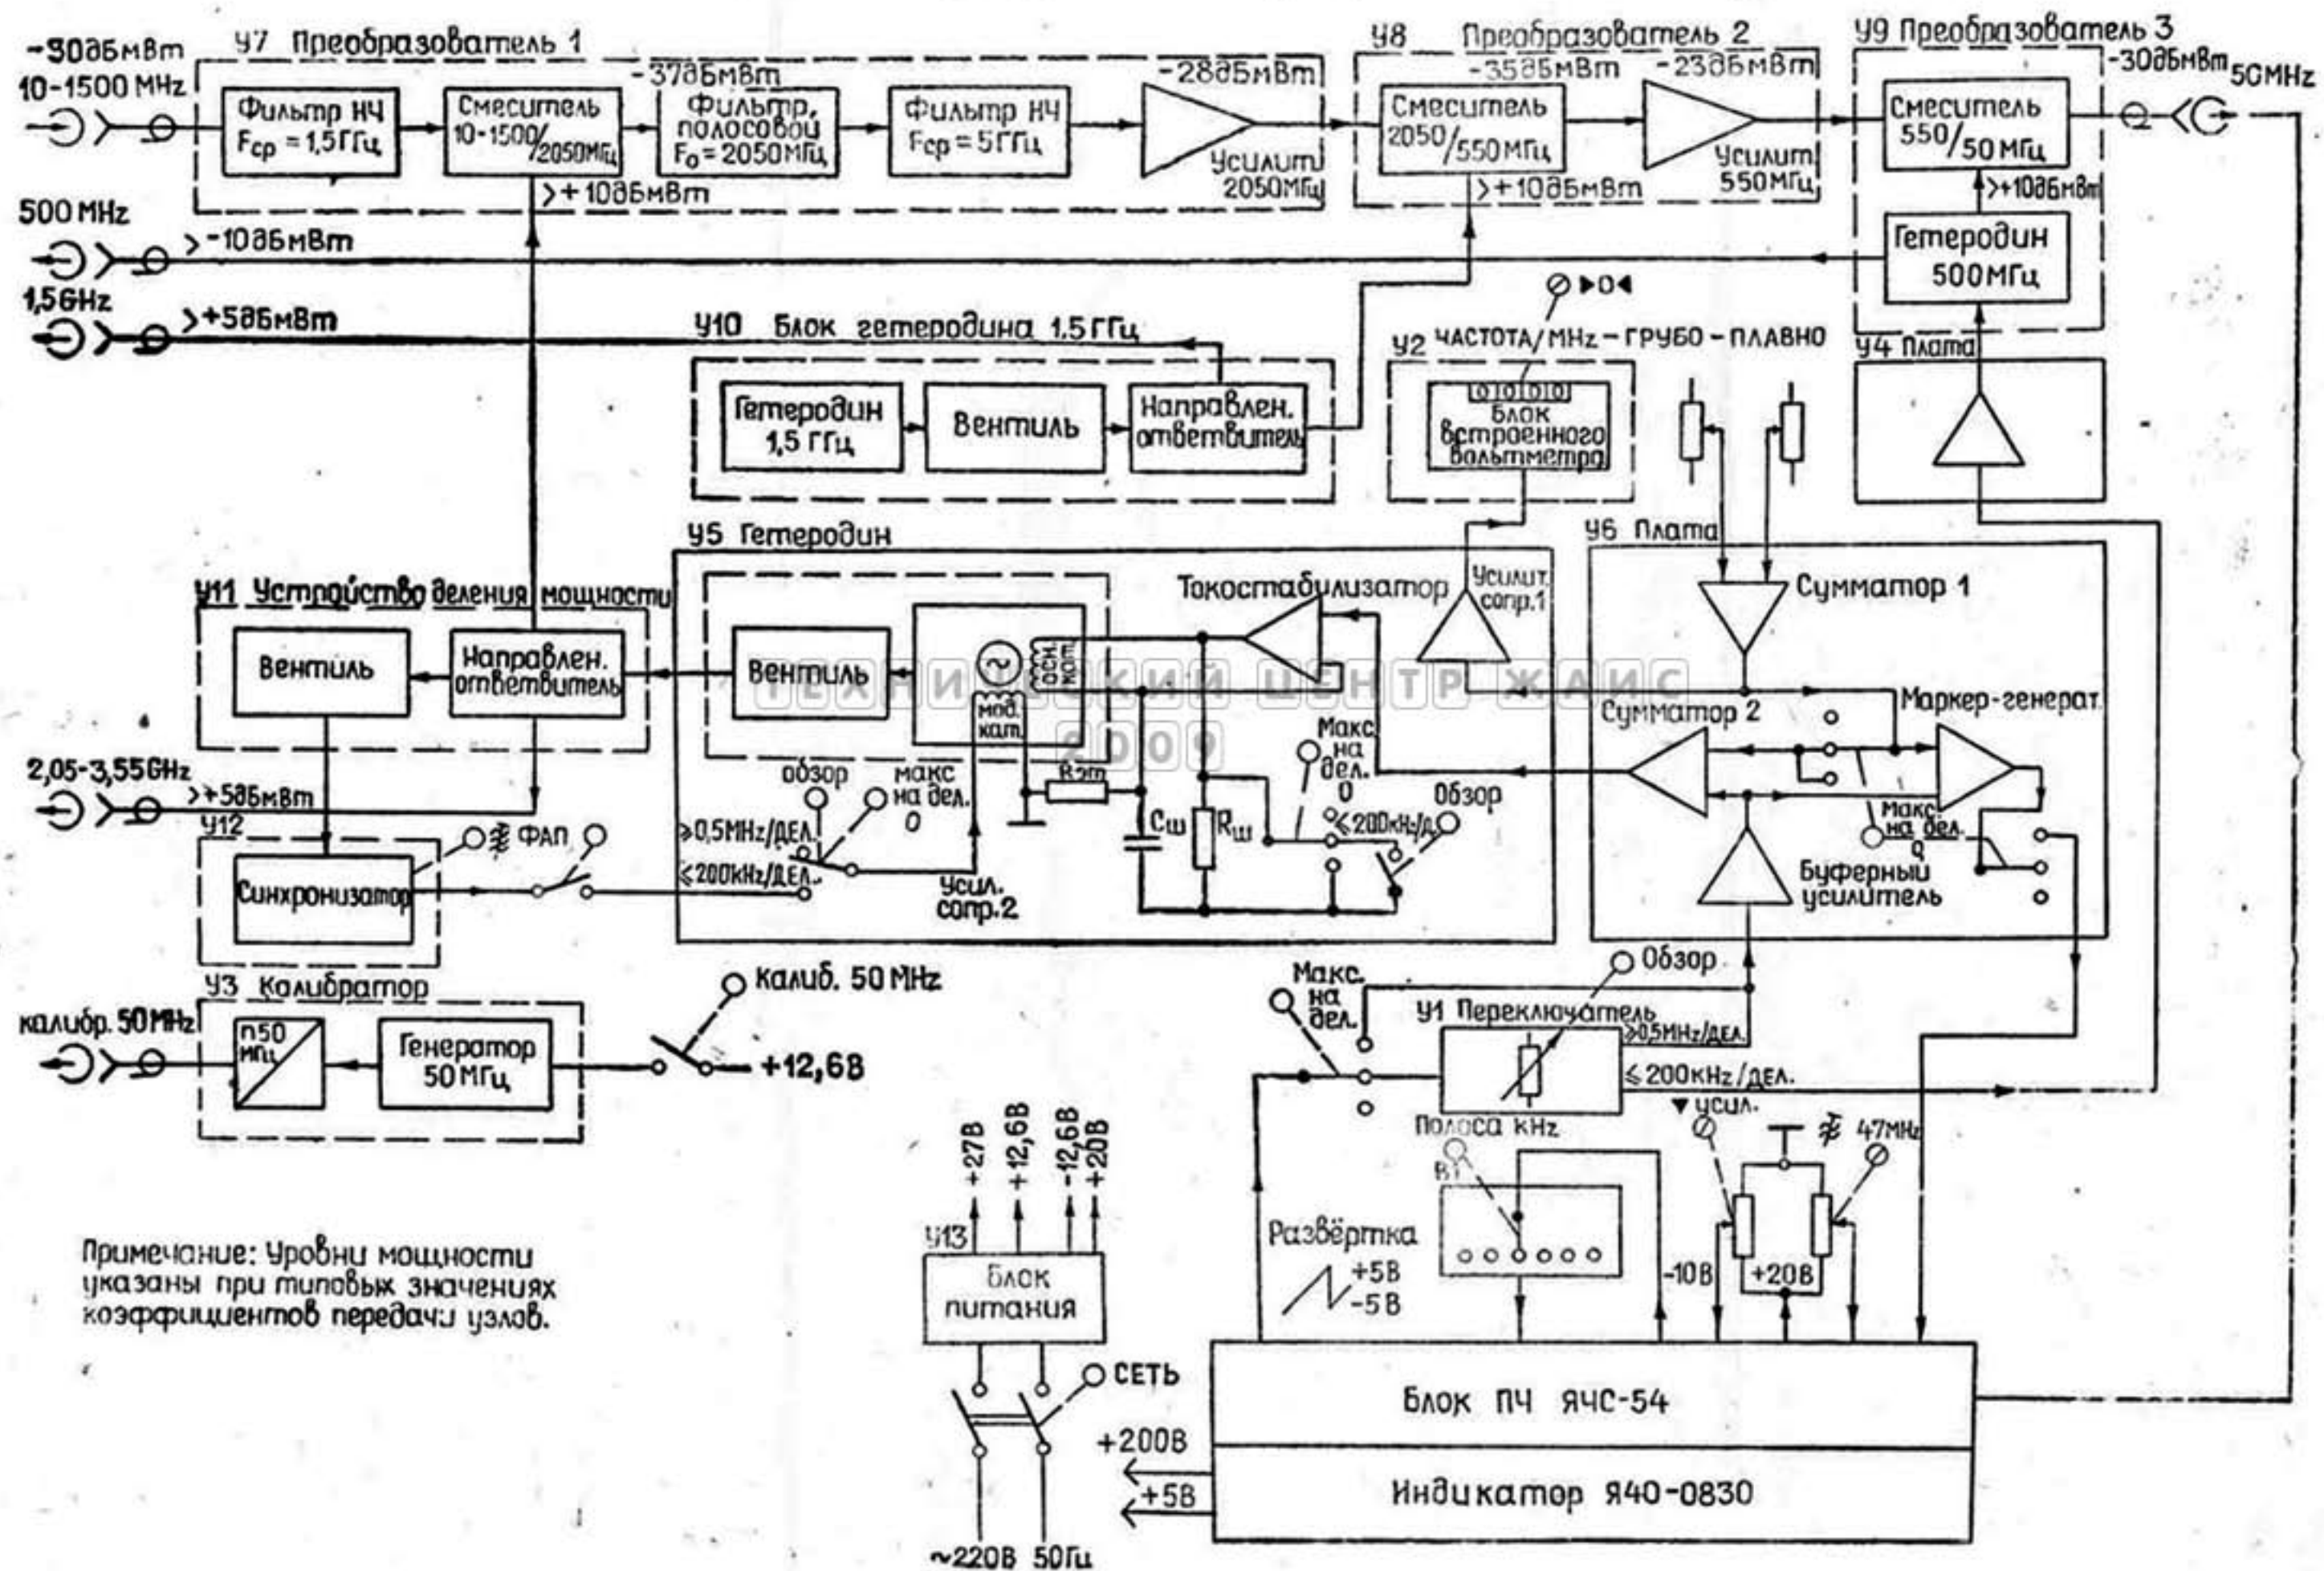 У7 Преобразователь 1
-30дБмВт
10-1500 MHz
Фильтр НЧ
Fср = 1,5ГГц
Смеситель
10-1500/2050МГц
>+10дБмВт
-37дБмВт
Фильтр,
полосовой
F₀=2050МГц
Фильтр НЧ
Fср = 5ГГц
-28дБмВт
Усилит
2050МГц
У8 Преобразователь 2
-35дБмВт
Смеситель
2050/550МГц
>+10дБмВт
-23дБмВт
Усилит
550МГц
У9 Преобразователь 3
Смеситель
550/50МГц
>+10дБмВт
Гетеродин
500МГц
-30дБмВт
50MHz
500MHz
>-10дБмВт
1,5GHz
>+5дБмВт
У10 Блок гетеродина 1,5ГГц
Гетеродин
1,5ГГц
Вентиль
Направлен.
ответвитель
►0◄
ЧАСТОТА/MHz-ГРУБО-ПЛАВНО
У2
0101010
Блок
встроенного
вольтметра
У4 Плата
У11 Устройство деления мощности
Вентиль
Направлен.
ответвитель
2,05-3,55GHz
>+5дБмВт
У5 Гетеродин
Вентиль
осн.
кат.
мод.
кат.
Токостабилизатор
Усилит.
сопр.1
обзор
макс
на дел.
0
≥0,5MHz/ДЕЛ.
≤200kHz/ДЕЛ.
Усил.
сопр.2
Rэт
Cш
Rш
Макс
на
дел.
0
≤200kHz/д.
Обзор
У6 Плата
Сумматор 1
Сумматор 2
Маркер-генерат.
Макс.
на дел.
Буферный
усилитель
У12
Синхронизатор
ФАП
У3 Калибратор
калибр. 50MHz
п50
мгц
Генератор
50МГц
калиб. 50MHz
+12,6В
Макс.
на
дел.
У1 Переключатель
Обзор
≥0,5MHz/ДЕЛ.
≤200kHz/ДЕЛ.
Полоса kHz
В1
▼усил.
47MHz
-10В
+20В
Развёртка
+5В
-5В
+27В
+12,6В
-12,6В
+20В
У13
Блок
питания
СЕТЬ
~220В 50Гц
Блок ПЧ ЯЧС-54
Индикатор Я40-0830
+200В
+5В
Примечание: Уровни мощности
указаны при типовых значениях
коэффициентов передачи узлов.
ТЕХНИЧЕСКИЙ ЦЕНТР ЖАИС
2009